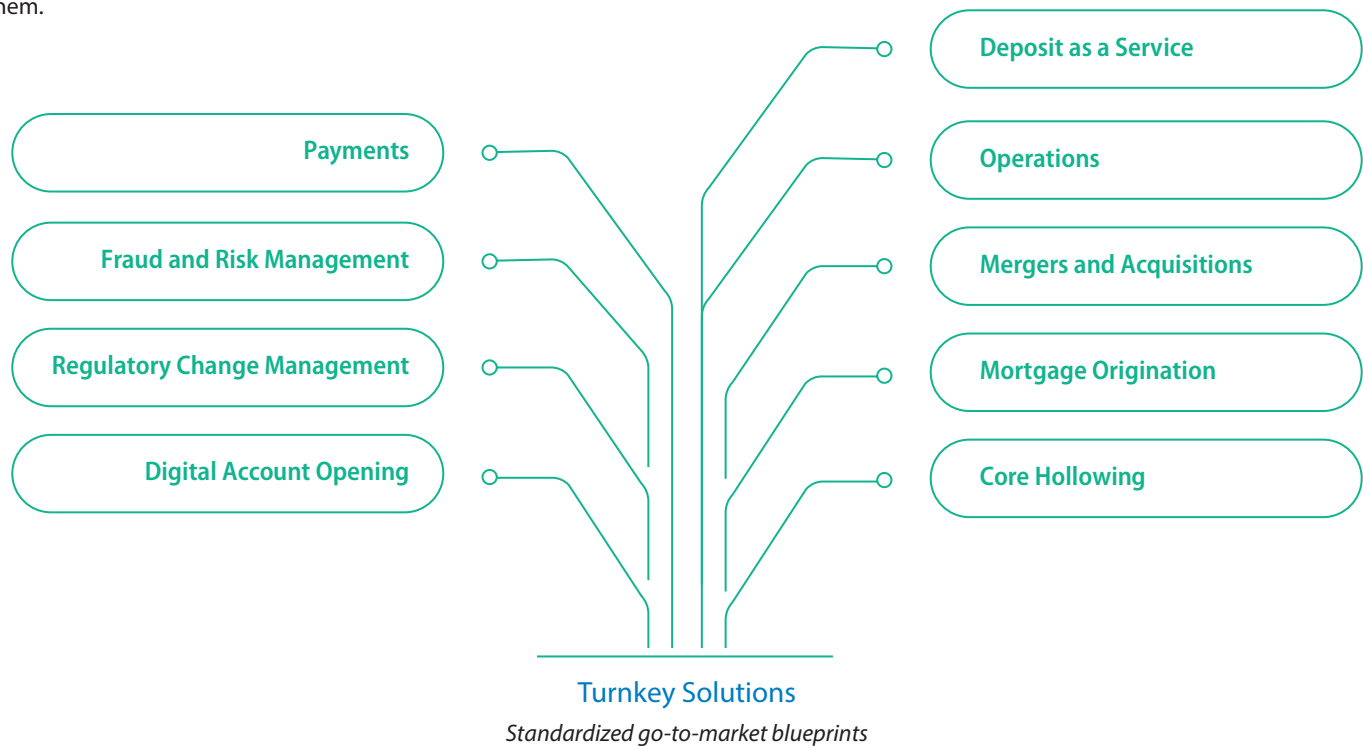 hem.
Payments
Fraud and Risk Management
Regulatory Change Management
Digital Account Opening
Deposit as a Service
Operations
Mergers and Acquisitions
Mortgage Origination
Core Hollowing
Turnkey Solutions
Standardized go-to-market blueprints